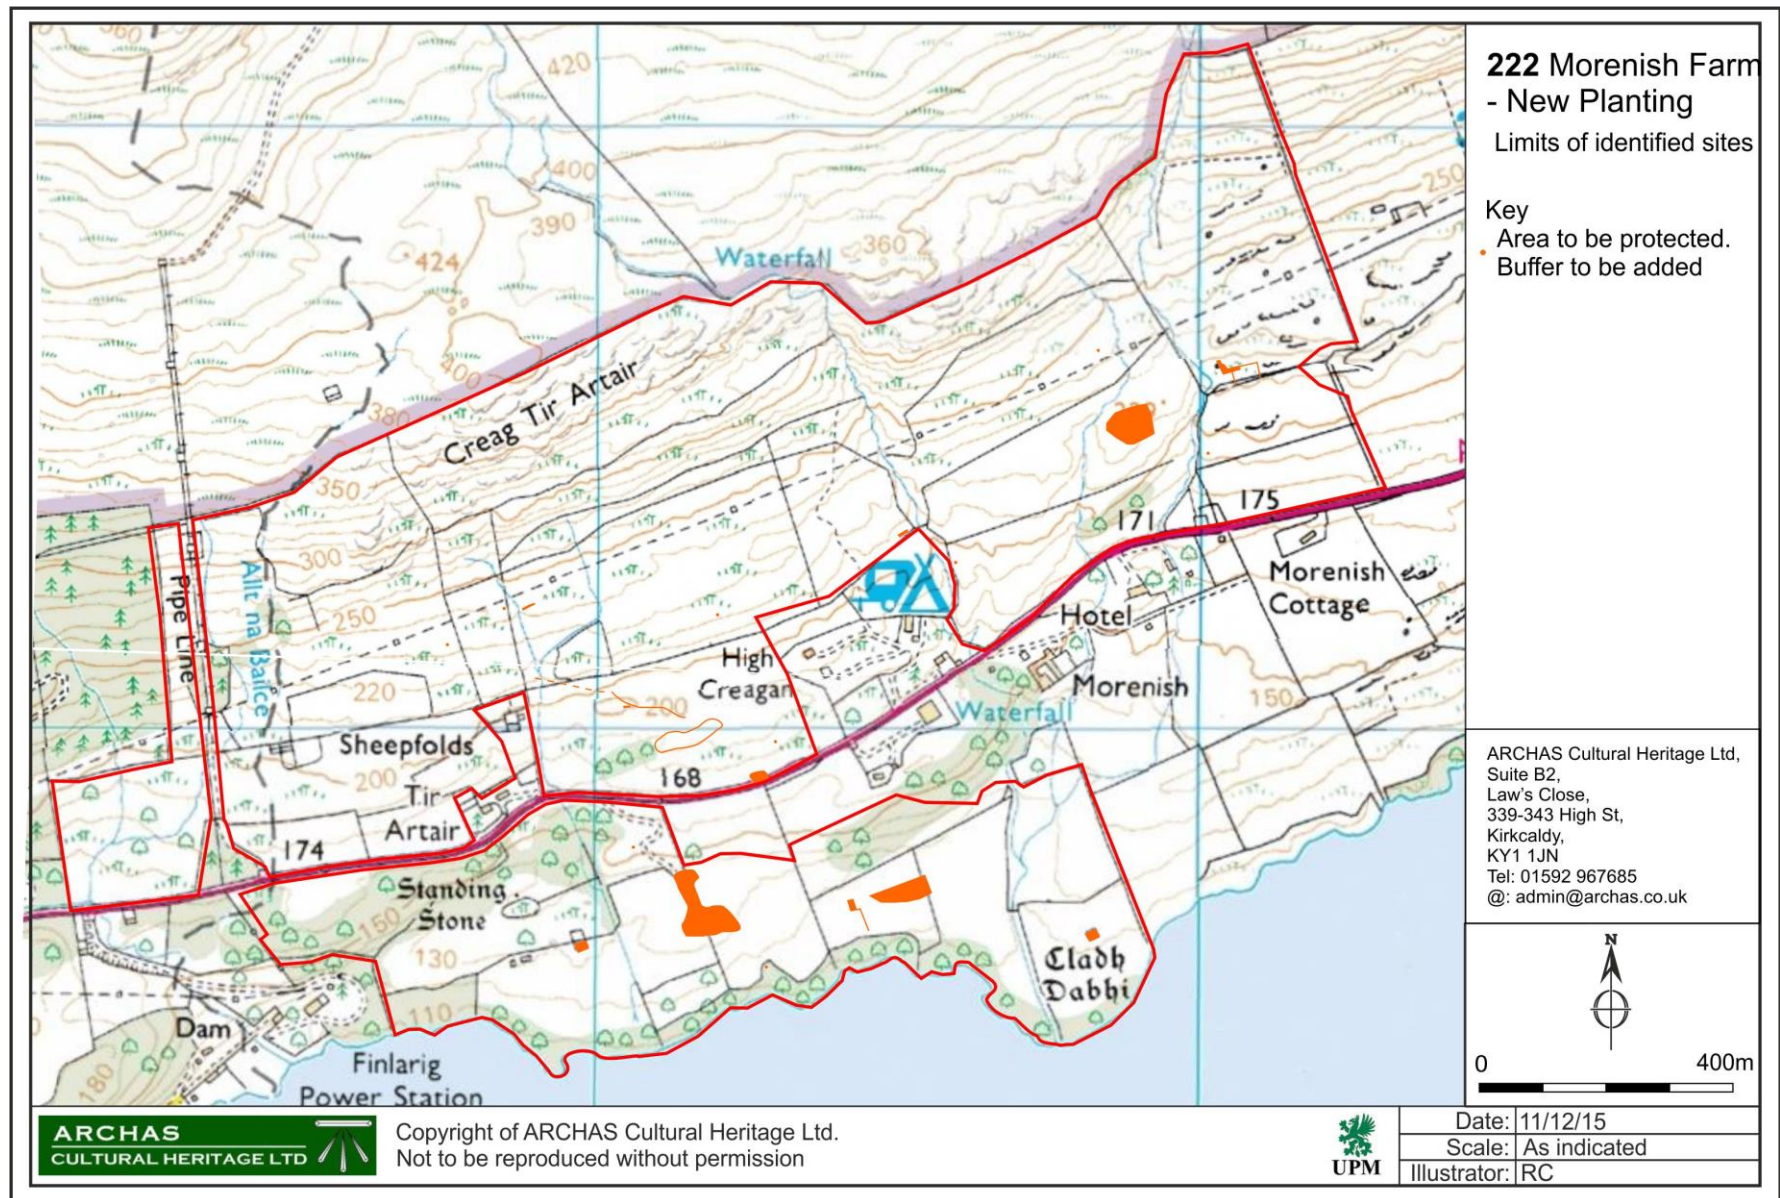 360
420
400
390
Waterfall
360
424
250
400
Creag Tir Artair
380
350
300
250
Pipe Line
Allt na Bailce
220
Sheepfolds
200
Tir
Artair
174
High
Creagan
200
168
171
175
Hotel
Morenish
Cottage
Morenish
Waterfall
150
Standing
Stone
150
130
110
Cladh
Dabhi
Dam
180
Finlarig
Power Station
222 Morenish Farm
- New Planting
Limits of identified sites
Key
Area to be protected.
Buffer to be added
ARCHAS Cultural Heritage Ltd,
Suite B2,
Law's Close,
339-343 High St,
Kirkcaldy,
KY1 1JN
Tel: 01592 967685
@: admin@archas.co.uk
N
0 400m
ARCHAS
CULTURAL HERITAGE LTD
Copyright of ARCHAS Cultural Heritage Ltd.
Not to be reproduced without permission
UPM
Date: 11/12/15
Scale: As indicated
Illustrator: RC